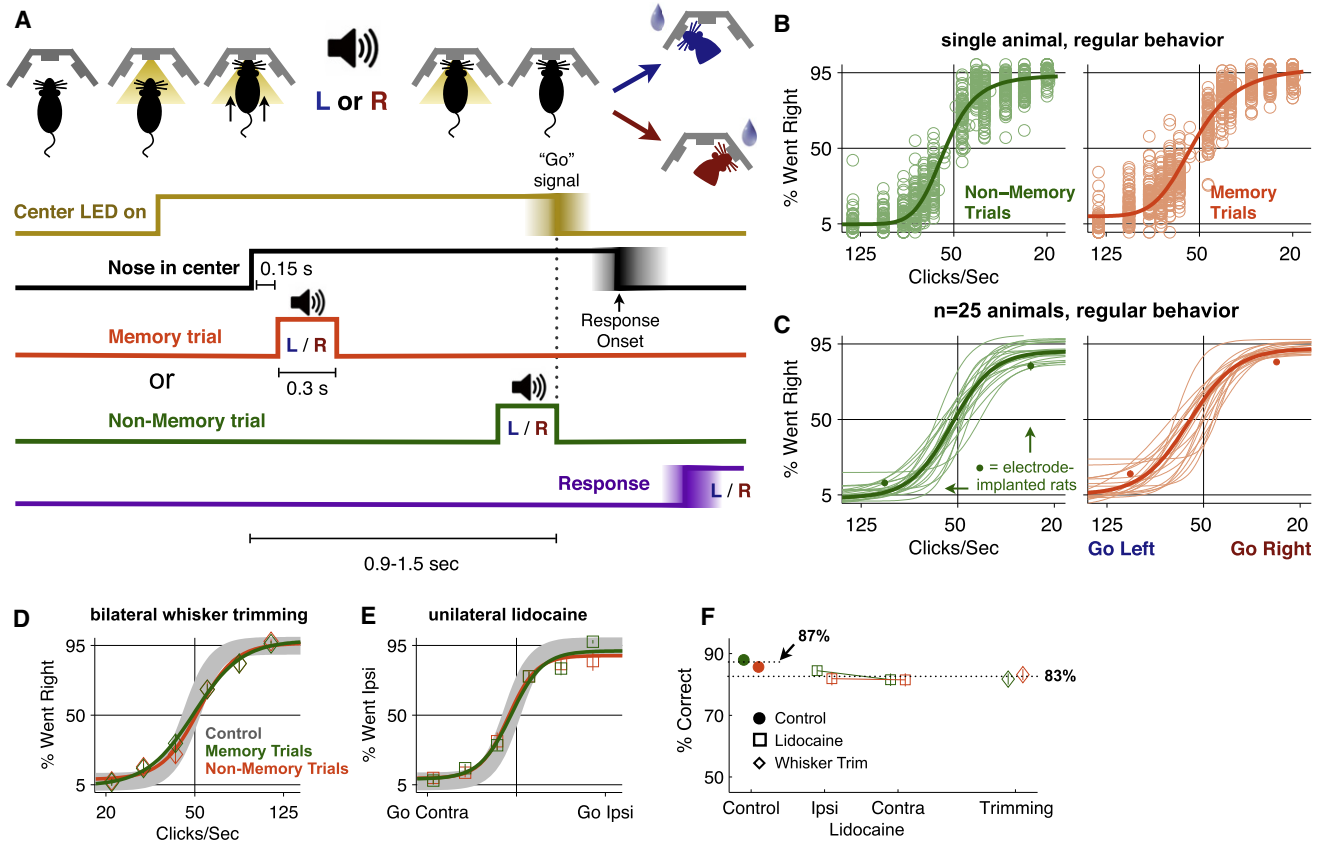 A
L or R
“Go”
signal
Center LED on
Nose in center
0.15 s
Response
Onset
Memory trial
L / R
0.3 s
or
Non-Memory trial
L / R
Response
L / R
0.9-1.5 sec
B
single animal, regular behavior
% Went Right
95
50
5
Non–Memory
Trials
125 50 20
Clicks/Sec
Memory
Trials
125 50 20
C
n=25 animals, regular behavior
% Went Right
95
50
5
= electrode-
implanted rats
125 50 20
Clicks/Sec
125 50 20
Go Left Go Right
D
bilateral whisker trimming
% Went Right
95
50
5
Control
Memory Trials
Non-Memory Trials
20 50 125
Clicks/Sec
E
unilateral lidocaine
% Went Ipsi
95
50
5
Go Contra Go Ipsi
F
% Correct
90
70
50
87%
83%
Control
Lidocaine
Whisker Trim
Control Ipsi Contra Trimming
Lidocaine